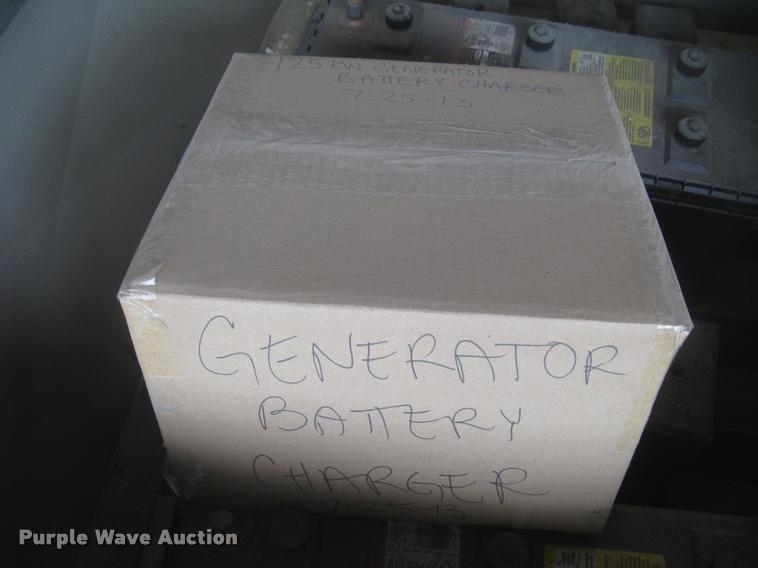 125 KW GENERATOR
BATTERY CHARGER
7-25-13
GENERATOR
BATTERY
CHARGER
7-25-13
Purple Wave Auction